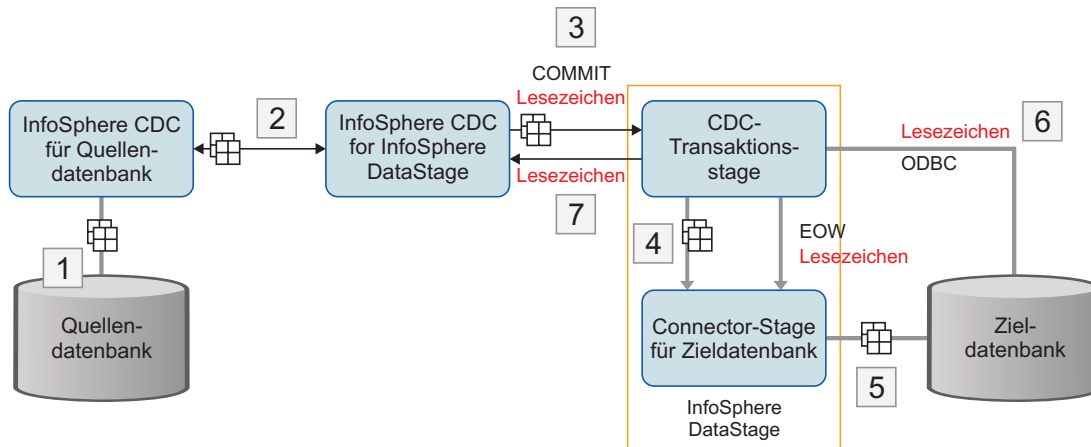 3
COMMIT
Lesezeichen
2
6
InfoSphere CDC
für Quellen-
datenbank
InfoSphere CDC
for InfoSphere
DataStage
CDC-
Transaktions-
stage
Lesezeichen
ODBC
Lesezeichen
7
4
EOW
Lesezeichen
1
Quellen-
datenbank
Connector-Stage
für Zieldatenbank
Ziel-
datenbank
5
InfoSphere
DataStage